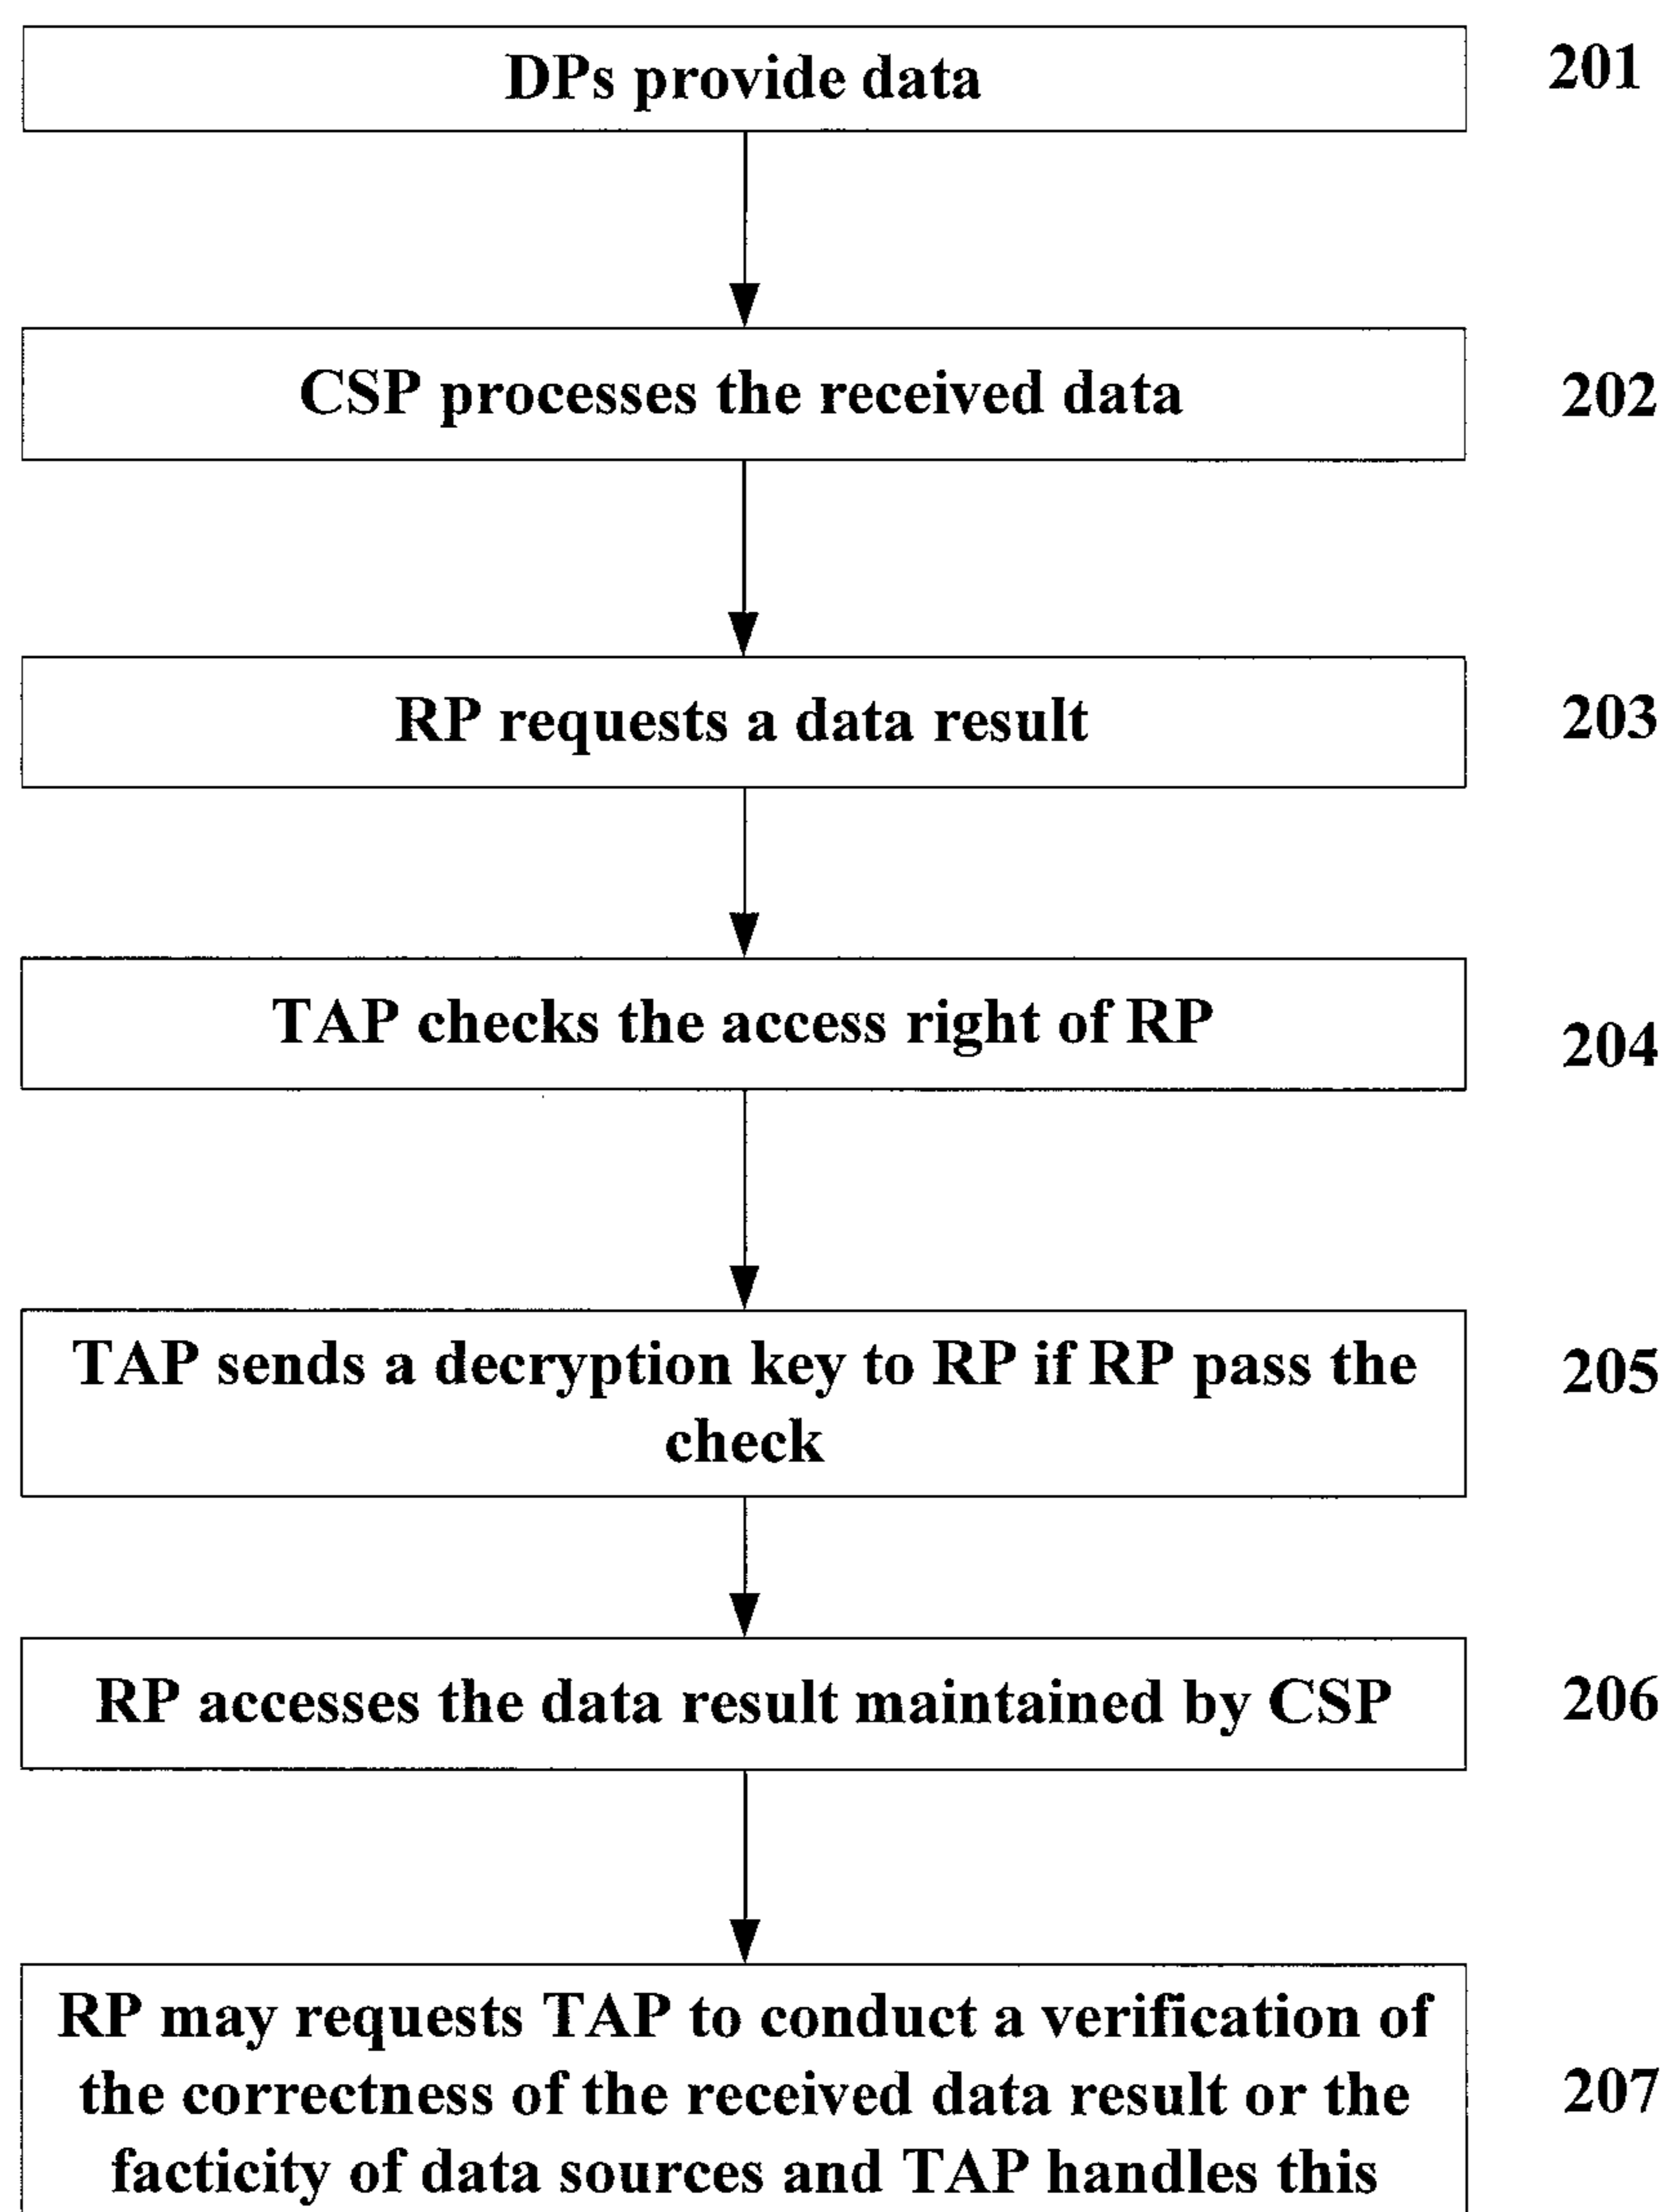 DPs provide data
201
CSP processes the received data
202
RP requests a data result
203
TAP checks the access right of RP
204
TAP sends a decryption key to RP if RP pass the
check
205
RP accesses the data result maintained by CSP
206
RP may requests TAP to conduct a verification of
the correctness of the received data result or the
facticity of data sources and TAP handles this
207